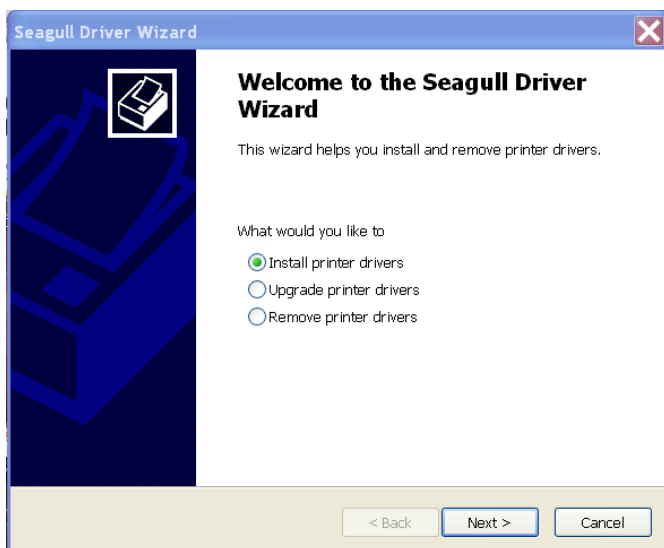 Seagull Driver Wizard
Welcome to the Seagull Driver
Wizard
This wizard helps you install and remove printer drivers.
What would you like to
Install printer drivers
Upgrade printer drivers
Remove printer drivers
< Back
Next >
Cancel